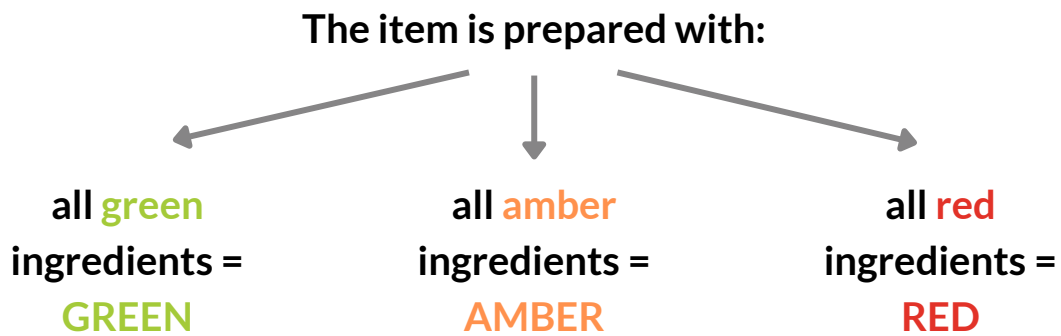 The item is prepared with:
all green
ingredients =
GREEN
all amber
ingredients =
AMBER
all red
ingredients =
RED